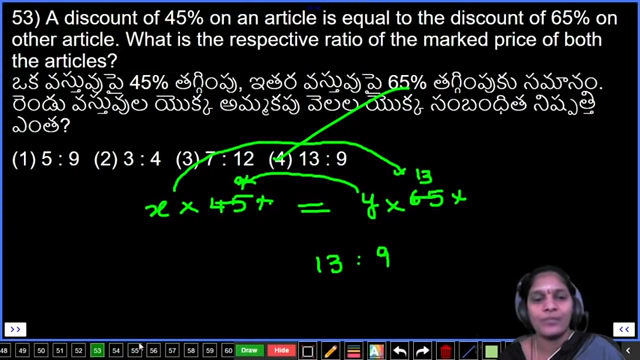 53) A discount of 45% on an article is equal to the discount of 65% on
other article. What is the respective ratio of the marked price of both
the articles?
ఒక వస్తువుపై 45% తగ్గింపు, ఇతర వస్తువుపై 65% తగ్గింపుకు సమానం.
రెండు వస్తువుల యొక్క అమ్మకపు వెలల యొక్క సంబంధిత నిష్పత్తి
ఎంత?
(1) 5 : 9 (2) 3 : 4 (3) 7 : 12 (4) 13 : 9
9 13
x × 45% = y × 65%
13 : 9
>> 48 49 50 51 52 53 54 55 56 57 58 59 60 Draw Hide <<